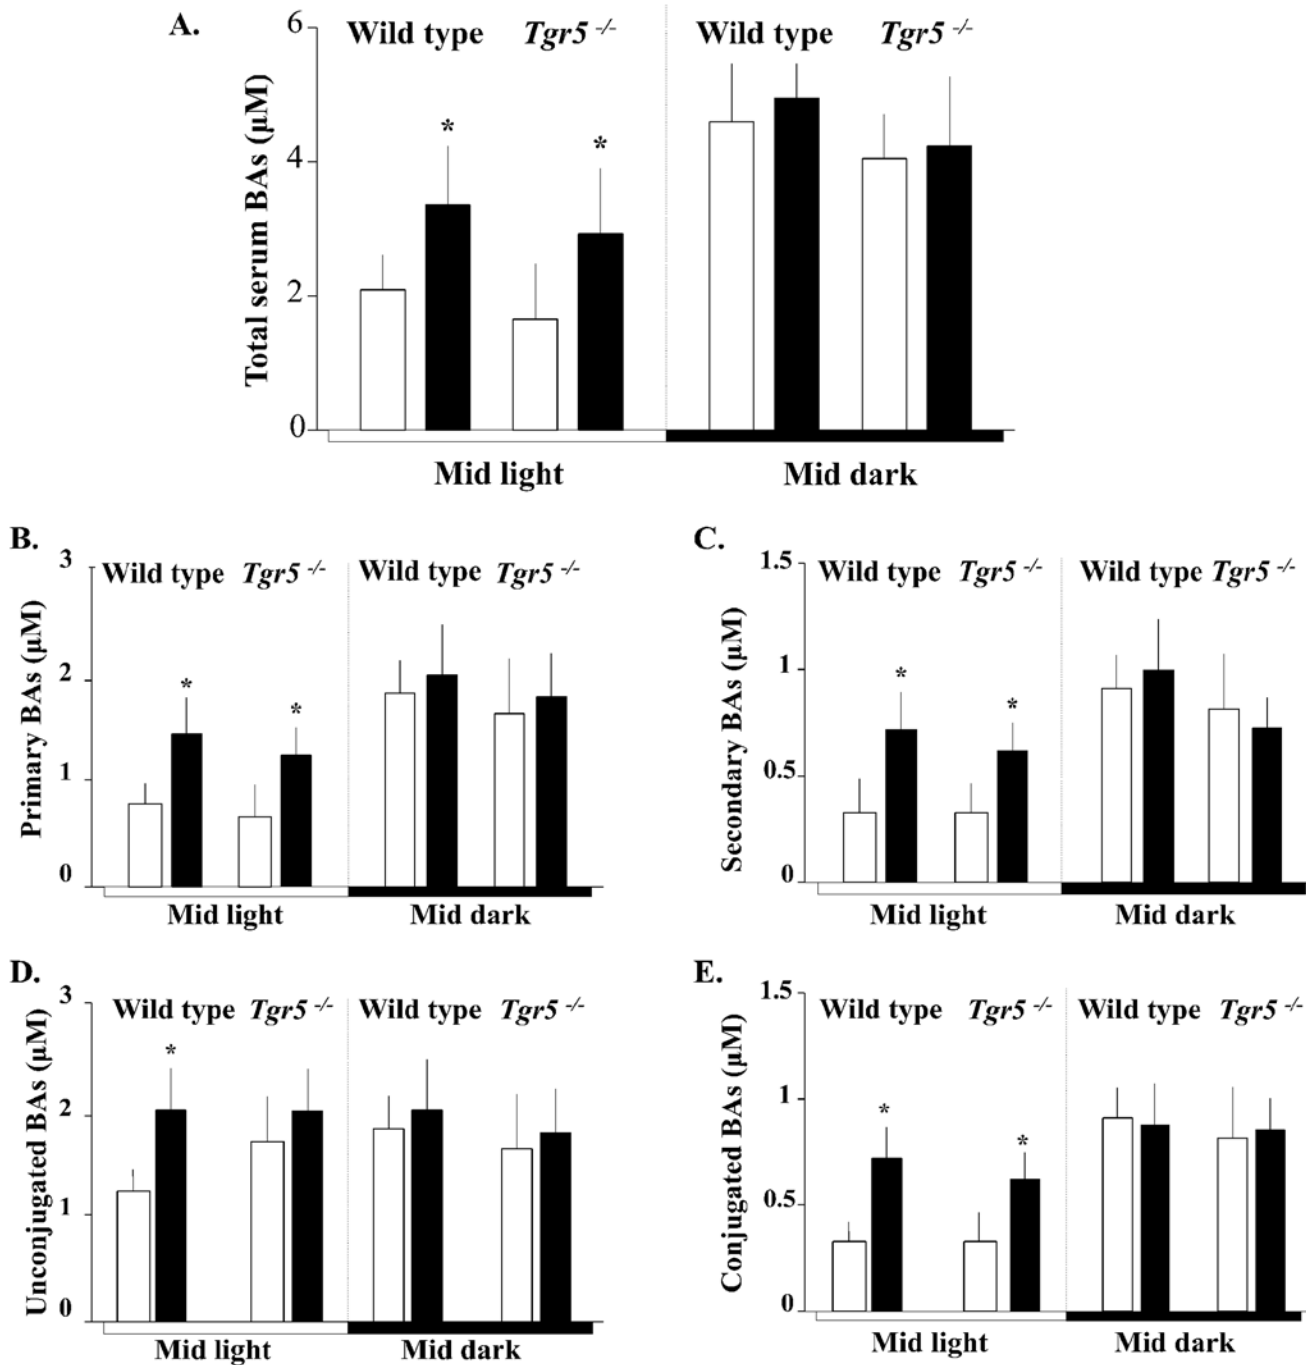 A.
Total serum BAs (μM)
6
4
2
0
Wild type Tgr5 -/-
Wild type Tgr5 -/-
* *
Mid light Mid dark
B.
Primary BAs (μM)
3
2
1
0
Wild type Tgr5 -/-
Wild type Tgr5 -/-
* *
Mid light Mid dark
C.
Secondary BAs (μM)
1.5
1
0.5
0
Wild type Tgr5 -/-
Wild type Tgr5 -/-
* *
Mid light Mid dark
D.
Unconjugated BAs (μM)
3
2
1
0
Wild type Tgr5 -/-
Wild type Tgr5 -/-
*
Mid light Mid dark
E.
Conjugated BAs (μM)
1.5
1
0.5
0
Wild type Tgr5 -/-
Wild type Tgr5 -/-
* *
Mid light Mid dark